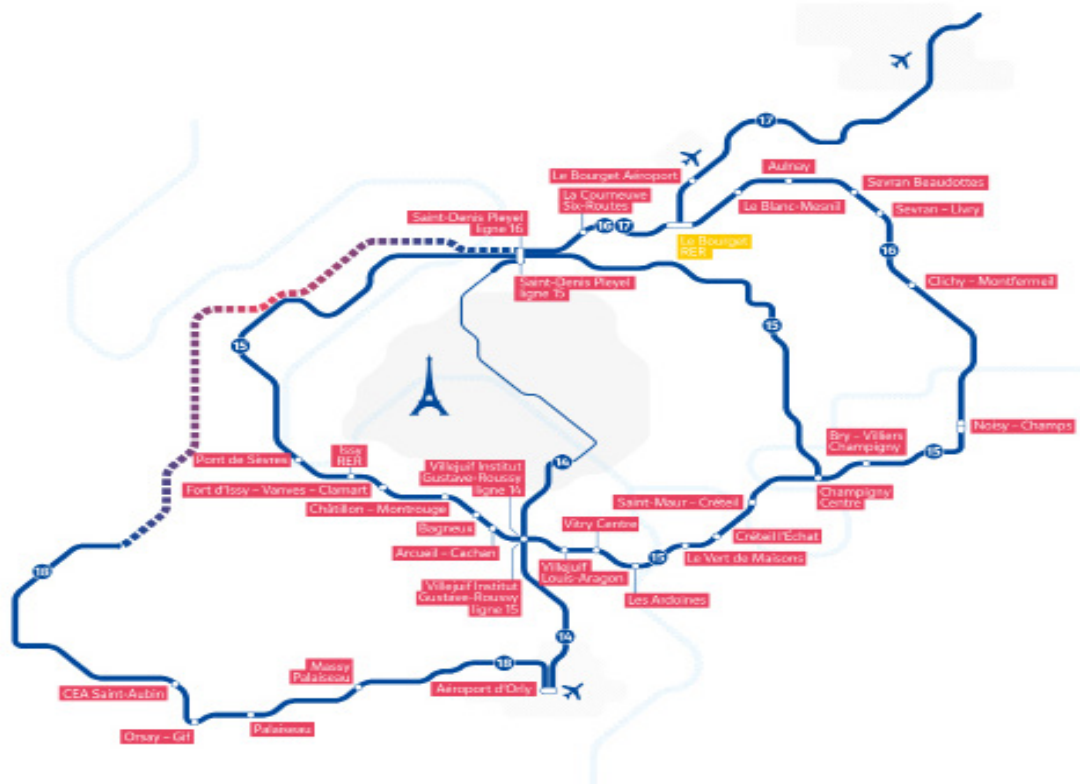 17
Aulnay
Le Bourget Aéroport
Sevran Beaudottes
La Courneuve
Six-Routes
Le Blanc-Mesnil
Sevran – Livry
Saint-Denis Pleyel
ligne 16
16
17
Le Bourget
RER
16
Saint-Denis Pleyel
ligne 15
Clichy – Montfermeil
15
15
Noisy – Champs
Bry – Villiers
Champigny
15
Pont de Sèvres
Issy
RER
Villejuif Institut
Gustave-Roussy
ligne 14
14
Fort d'Issy – Vanves – Clamart
Saint-Maur – Créteil
Champigny
Centre
Châtillon – Montrouge
Bagneux
Vitry Centre
Créteil l'Échat
Arcueil – Cachan
15
Le Vert de Maisons
Villejuif
Louis-Aragon
18
Villejuif Institut
Gustave-Roussy
ligne 15
Les Ardoines
14
Massy
Palaiseau
18
CEA Saint-Aubin
Aéroport d'Orly
Orsay – Gif
Palaiseau